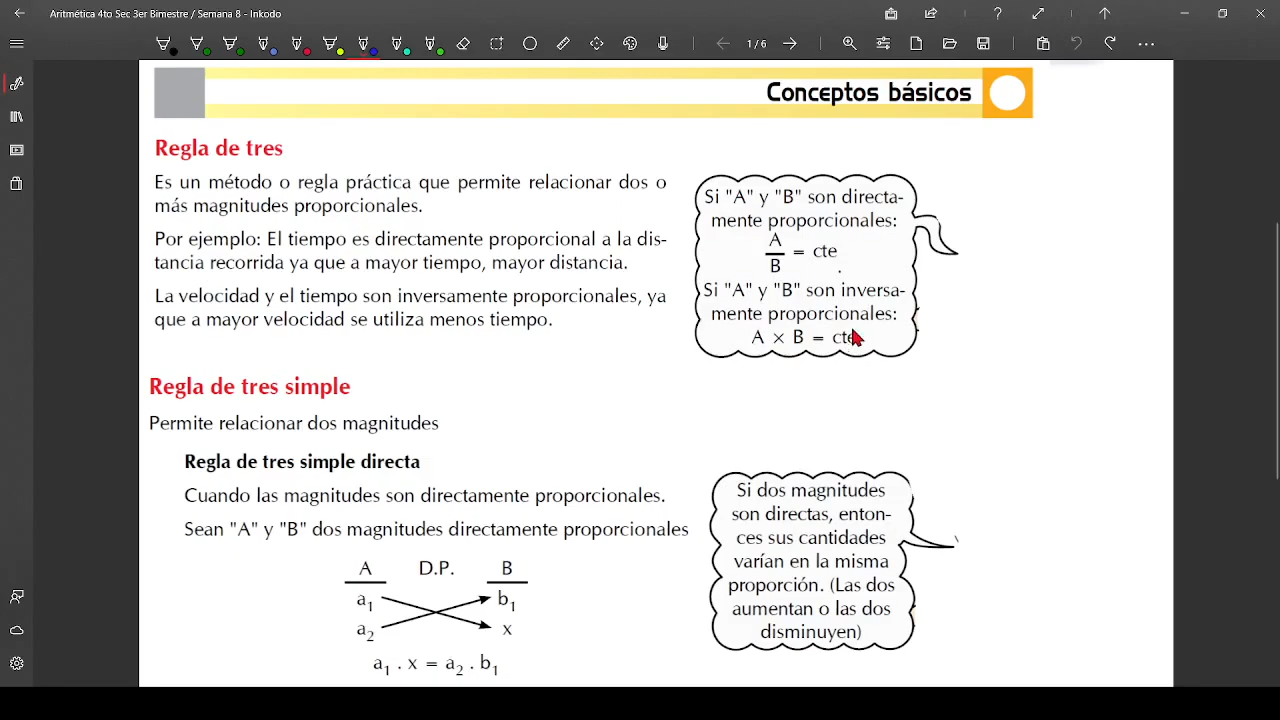 Aritmética 4to Sec 3er Bimestre / Semana 8 - Inkodo
1/6
Conceptos básicos
Regla de tres
Es un método o regla práctica que permite relacionar dos o
más magnitudes proporcionales.
Por ejemplo: El tiempo es directamente proporcional a la dis-
tancia recorrida ya que a mayor tiempo, mayor distancia.
La velocidad y el tiempo son inversamente proporcionales, ya
que a mayor velocidad se utiliza menos tiempo.
Si "A" y "B" son directa-
mente proporcionales:
A
B
= cte
.
Si "A" y "B" son inversa-
mente proporcionales:
A × B = cte
Regla de tres simple
Permite relacionar dos magnitudes
Regla de tres simple directa
Cuando las magnitudes son directamente proporcionales.
Sean "A" y "B" dos magnitudes directamente proporcionales
A D.P. B
a₁ b₁
a₂ x
a₁ . x = a₂ . b₁
Si dos magnitudes
son directas, enton-
ces sus cantidades
varían en la misma
proporción. (Las dos
aumentan o las dos
disminuyen)